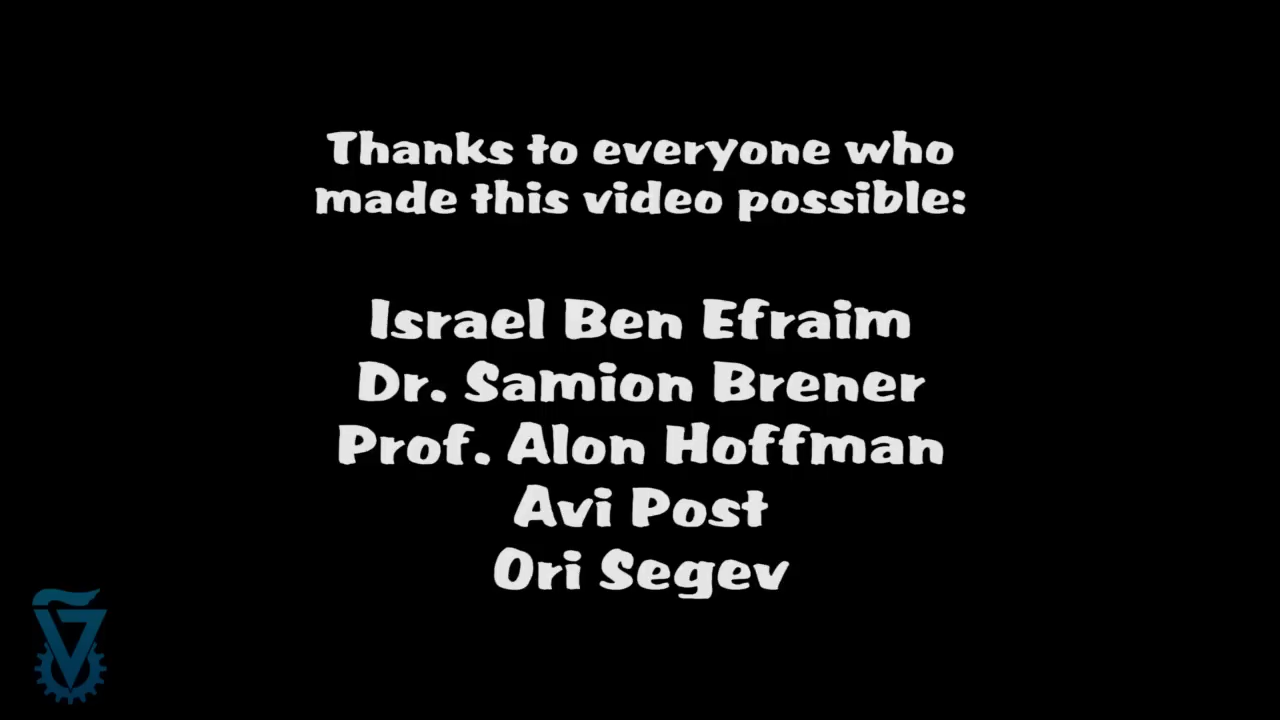 Thanks to everyone who
made this video possible:
Israel Ben Efraim
Dr. Samion Brener
Prof. Alon Hoffman
Avi Post
Ori Segev